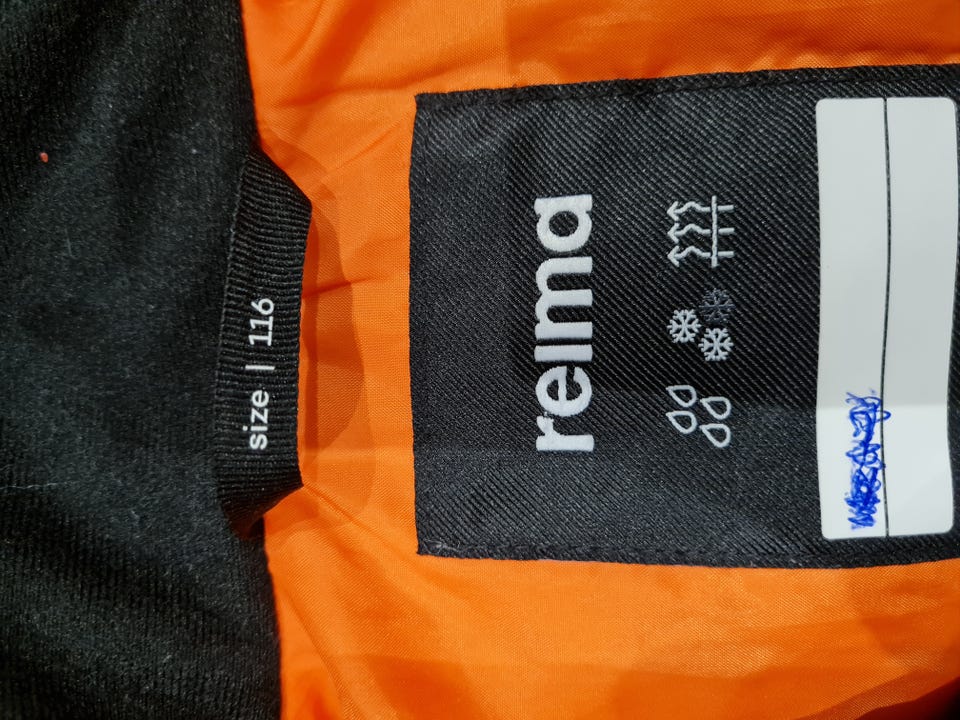 size | 116
reima